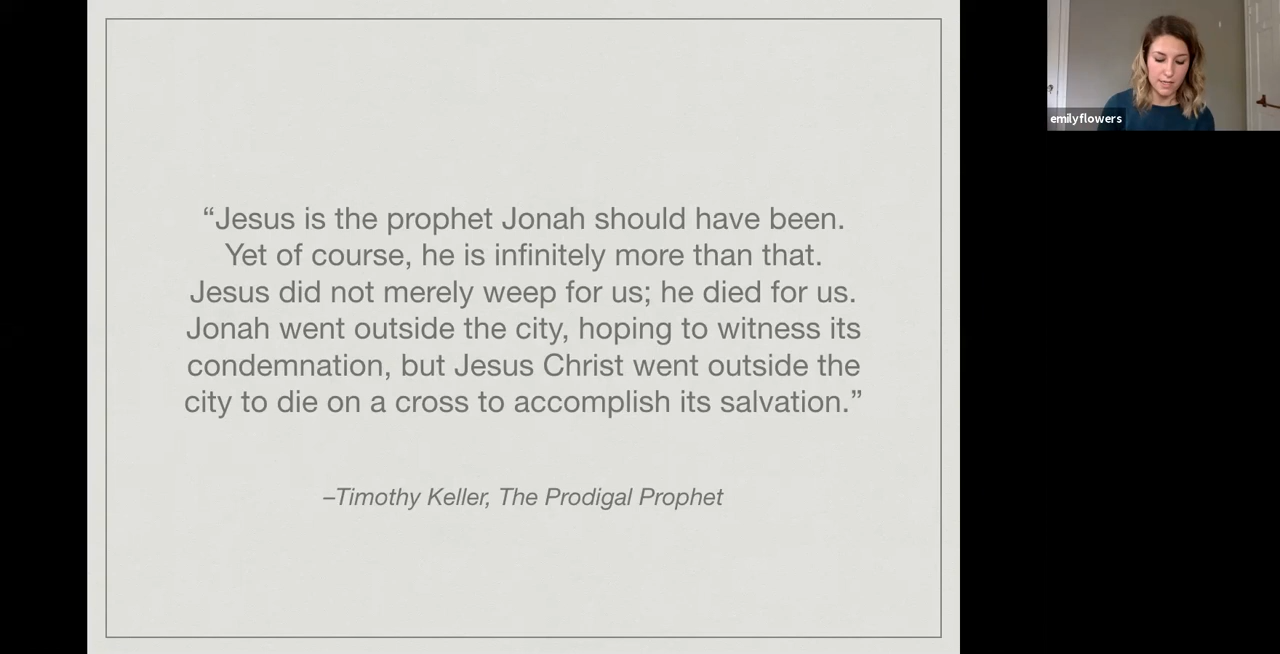 “Jesus is the prophet Jonah should have been.
Yet of course, he is infinitely more than that.
Jesus did not merely weep for us; he died for us.
Jonah went outside the city, hoping to witness its
condemnation, but Jesus Christ went outside the
city to die on a cross to accomplish its salvation.”
–Timothy Keller, The Prodigal Prophet
emilyflowers